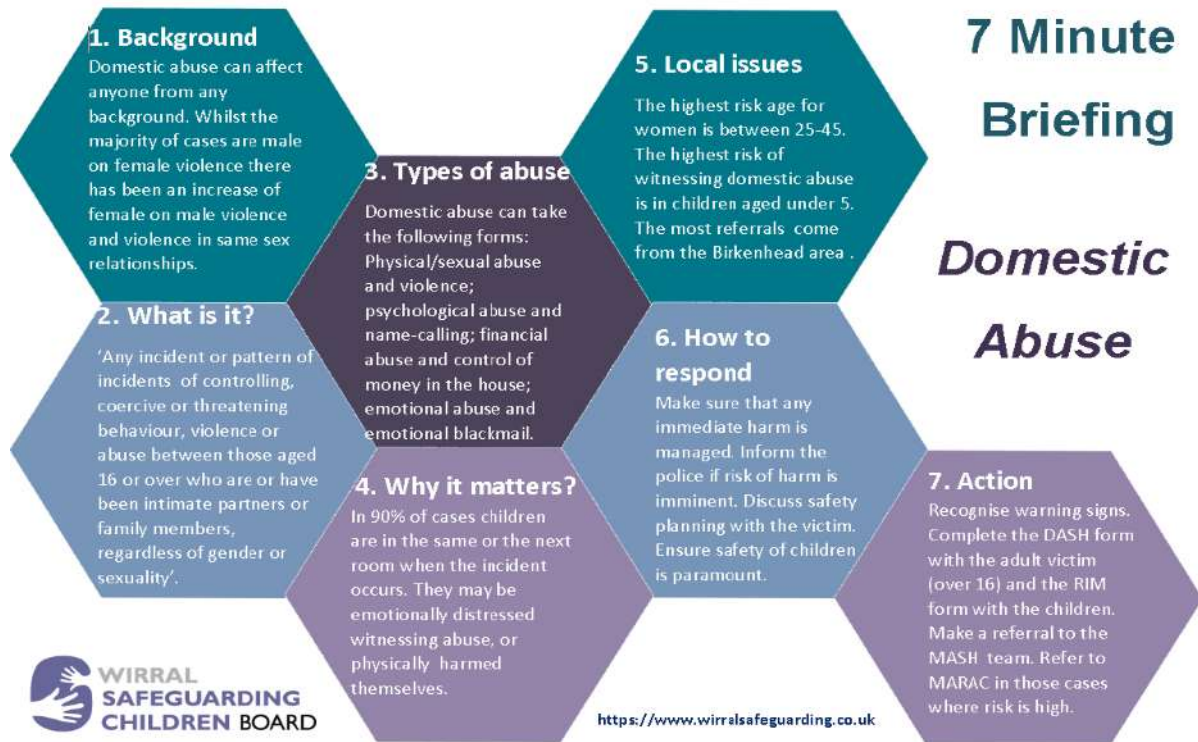 7 Minute
Briefing
Domestic
Abuse
1. Background
Domestic abuse can affect
anyone from any
background. Whilst the
majority of cases are male
on female violence there
has been an increase of
female on male violence
and violence in same sex
relationships.
2. What is it?
'Any incident or pattern of
incidents of controlling,
coercive or threatening
behaviour, violence or
abuse between those aged
16 or over who are or have
been intimate partners or
family members,
regardless of gender or
sexuality'.
3. Types of abuse
Domestic abuse can take
the following forms:
Physical/sexual abuse
and violence;
psychological abuse and
name-calling; financial
abuse and control of
money in the house;
emotional abuse and
emotional blackmail.
4. Why it matters?
In 90% of cases children
are in the same or the next
room when the incident
occurs. They may be
emotionally distressed
witnessing abuse, or
physically harmed
themselves.
5. Local issues
The highest risk age for
women is between 25-45.
The highest risk of
witnessing domestic abuse
is in children aged under 5.
The most referrals come
from the Birkenhead area .
6. How to
respond
Make sure that any
immediate harm is
managed. Inform the
police if risk of harm is
imminent. Discuss safety
planning with the victim.
Ensure safety of children
is paramount.
7. Action
Recognise warning signs.
Complete the DASH form
with the adult victim
(over 16) and the RIM
form with the children.
Make a referral to the
MASH team. Refer to
MARAC in those cases
where risk is high.
WIRRAL
SAFEGUARDING
CHILDREN BOARD
https://www.wirralsafeguarding.co.uk